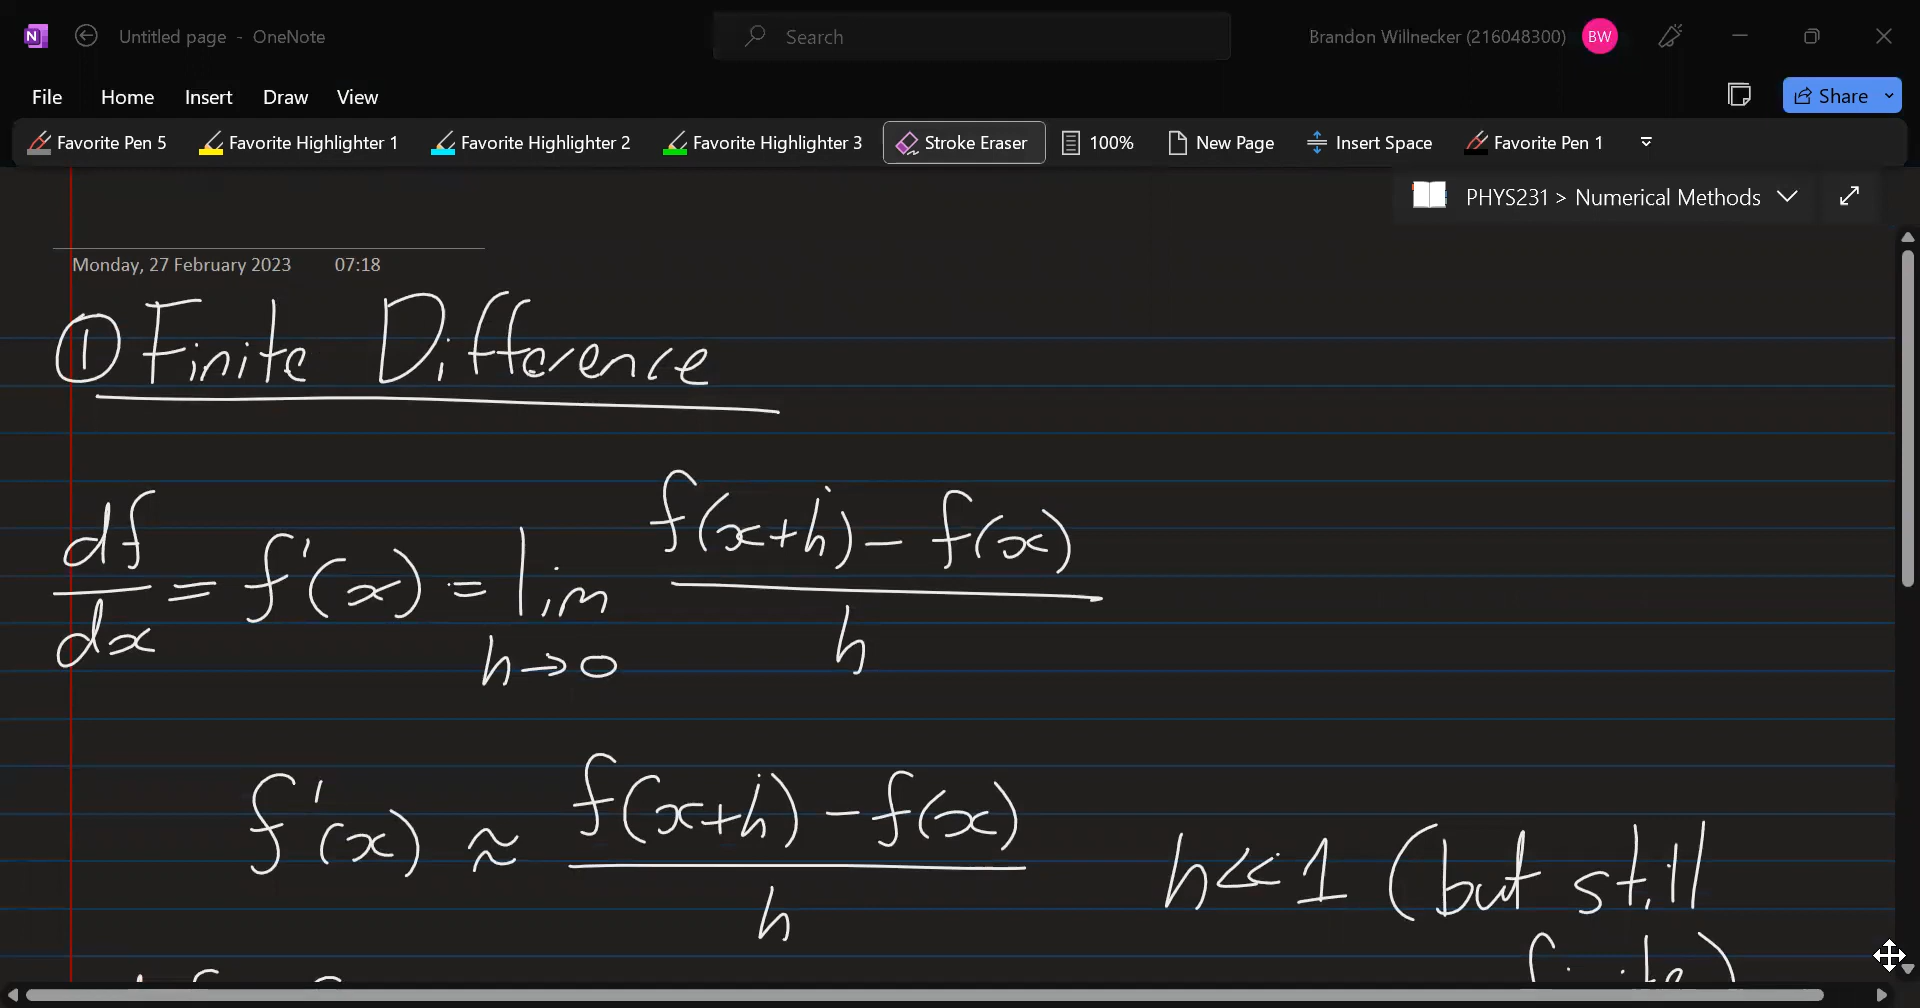 Untitled page - OneNote
Search
Brandon Willnecker (216048300) BW
File Home Insert Draw View
Share
Favorite Pen 5 Favorite Highlighter 1 Favorite Highlighter 2 Favorite Highlighter 3 Stroke Eraser 100% New Page Insert Space Favorite Pen 1
PHYS231 > Numerical Methods
Monday, 27 February 2023 07:18
① Finite Difference
df/dx = f'(x) = lim h→0 (f(x+h) - f(x))/h
f'(x) ≈ (f(x+h) - f(x))/h h<<1 (but still
finite)